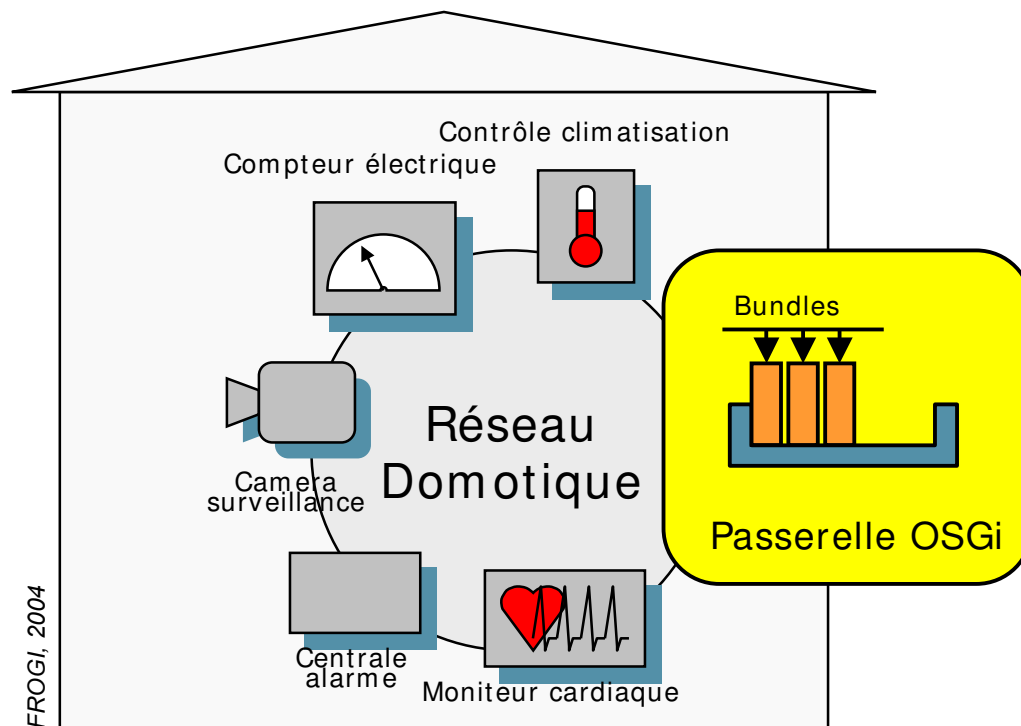 Contrôle climatisation
Compteur électrique
Bundles
Réseau
Domotique
Camera
surveillance
Passerelle OSGi
Centrale
alarme
Moniteur cardiaque
FROGI, 2004